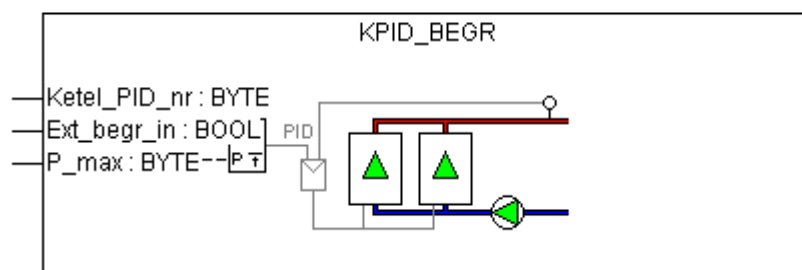 KPID_BEGR
Ketel_PID_nr : BYTE
Ext_begr_in : BOOL
PID
P_max : BYTE
P